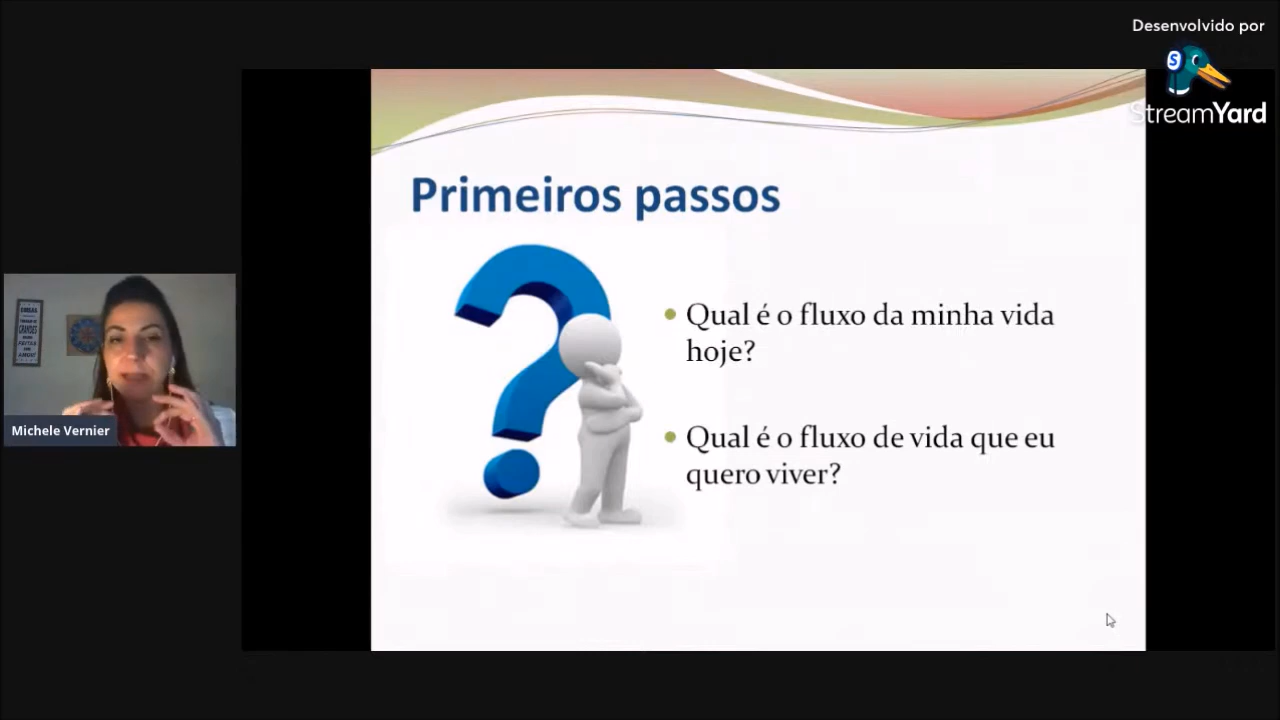 Desenvolvido por
StreamYard
Primeiros passos
Qual é o fluxo da minha vida
hoje?
Qual é o fluxo de vida que eu
quero viver?
Michele Vernier